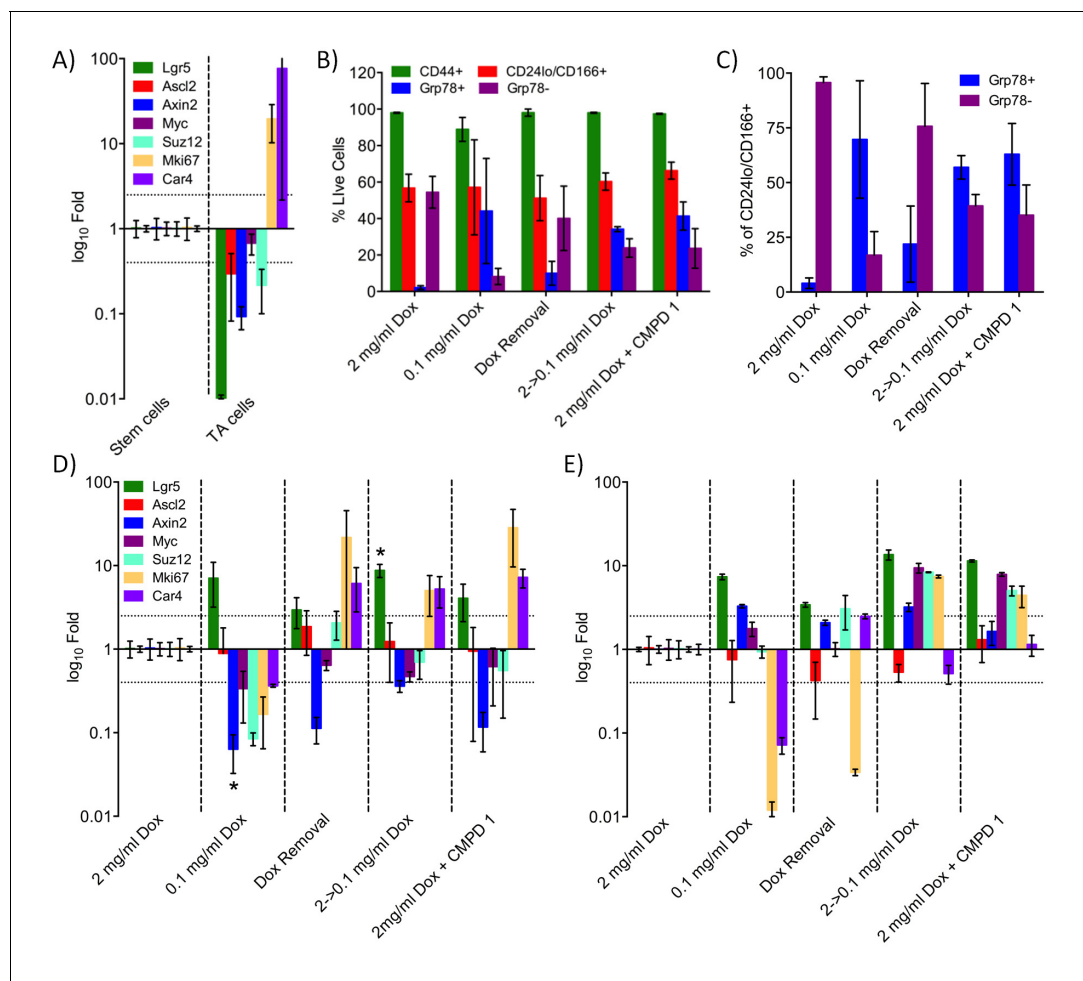 A)
log10 Fold
100
10
1
0.1
0.01
Lgr5
Ascl2
Axin2
Myc
Suz12
Mki67
Car4
Stem cells
TA cells
B)
% Live Cells
120
100
80
60
40
20
0
CD44+
CD24lo/CD166+
Grp78+
Grp78-
2 mg/ml Dox
0.1 mg/ml Dox
Dox Removal
2->0.1 mg/ml Dox
2 mg/ml Dox + CMPD 1
C)
% of CD24lo/CD166+
100
75
50
25
0
Grp78+
Grp78-
2 mg/ml Dox
0.1 mg/ml Dox
Dox Removal
2->0.1 mg/ml Dox
2 mg/ml Dox + CMPD 1
D)
log10 Fold
100
10
1
0.1
0.01
Lgr5
Ascl2
Axin2
Myc
Suz12
Mki67
Car4
*
*
2 mg/ml Dox
0.1 mg/ml Dox
Dox Removal
2->0.1 mg/ml Dox
2mg/ml Dox + CMPD 1
E)
log10 Fold
100
10
1
0.1
0.01
2 mg/ml Dox
0.1 mg/ml Dox
Dox Removal
2->0.1 mg/ml Dox
2 mg/ml Dox + CMPD 1